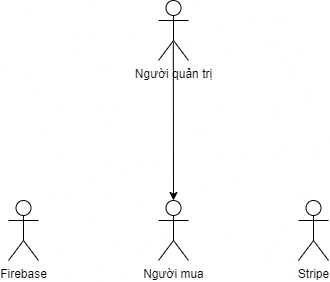 Người quản trị
Firebase
Người mua
Stripe